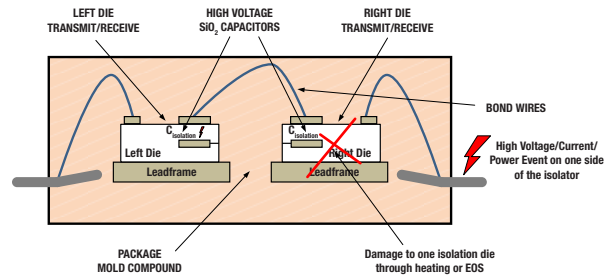 LEFT DIE
TRANSMIT/RECEIVE
HIGH VOLTAGE
SiO₂ CAPACITORS
RIGHT DIE
TRANSMIT/RECEIVE
BOND WIRES
C isolation
Left Die
Leadframe
C isolation
Right Die
Leadframe
High Voltage/Current/
Power Event on one side
of the isolator
PACKAGE
MOLD COMPOUND
Damage to one isolation die
through heating or EOS